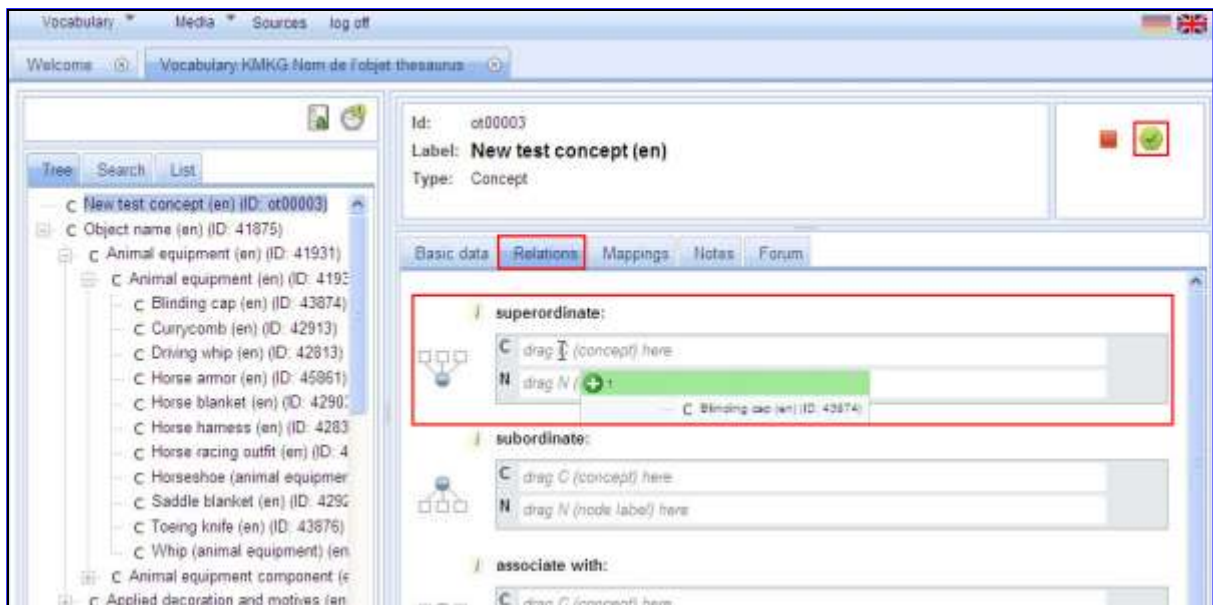 Vocabulary Media Sources log off
Welcome Vocabulary KMKG Nom de l'objet thesaurus
Id: ot00003
Label: New test concept (en)
Type: Concept
Tree Search List
C New test concept (en) (ID: ot00003)
C Object name (en) (ID: 41875)
C Animal equipment (en) (ID: 41931)
C Animal equipment (en) (ID: 4193
C Blinding cap (en) (ID: 43874)
C Currycomb (en) (ID: 42913)
C Driving whip (en) (ID: 42813)
C Horse armor (en) (ID: 45861)
C Horse blanket (en) (ID: 4290
C Horse harness (en) (ID: 4283
C Horse racing outfit (en) (ID: 4
C Horseshoe (animal equipmer
C Saddle blanket (en) (ID: 4292
C Toeing knife (en) (ID: 43876)
C Whip (animal equipment) (en
C Animal equipment component (e
C Applied decoration and motives (en
Basic data Relations Mappings Notes Forum
i superordinate:
C drag C (concept) here
N drag N (
1
C Blinding cap (en) (ID: 43874)
i subordinate:
C drag C (concept) here
N drag N (node label) here
i associate with:
C drag C (concept) here